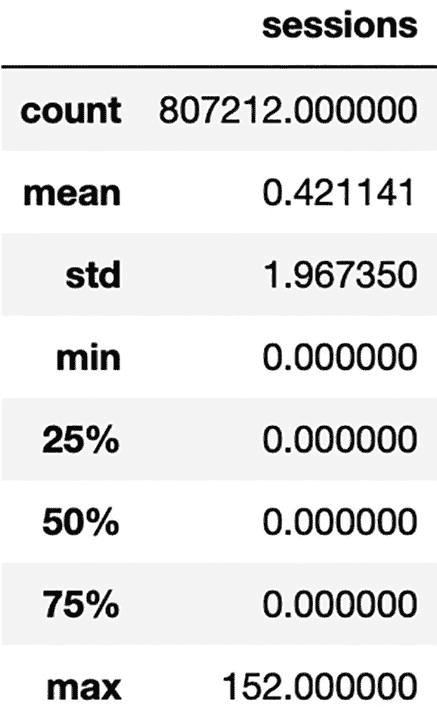 sessions
count 807212.000000
mean 0.421141
std 1.967350
min 0.000000
25% 0.000000
50% 0.000000
75% 0.000000
max 152.000000